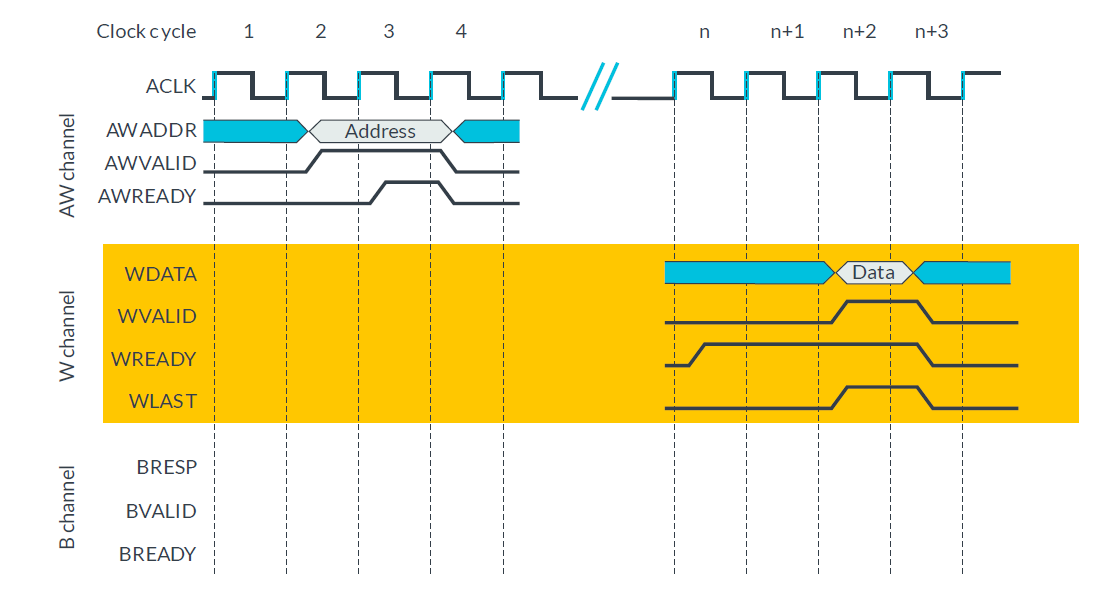 Clock cycle 1 2 3 4 n n+1 n+2 n+3
ACLK
AW channel
AWADDR Address
AWVALID
AWREADY
W channel
WDATA Data
WVALID
WREADY
WLAST
B channel
BRESP
BVALID
BREADY